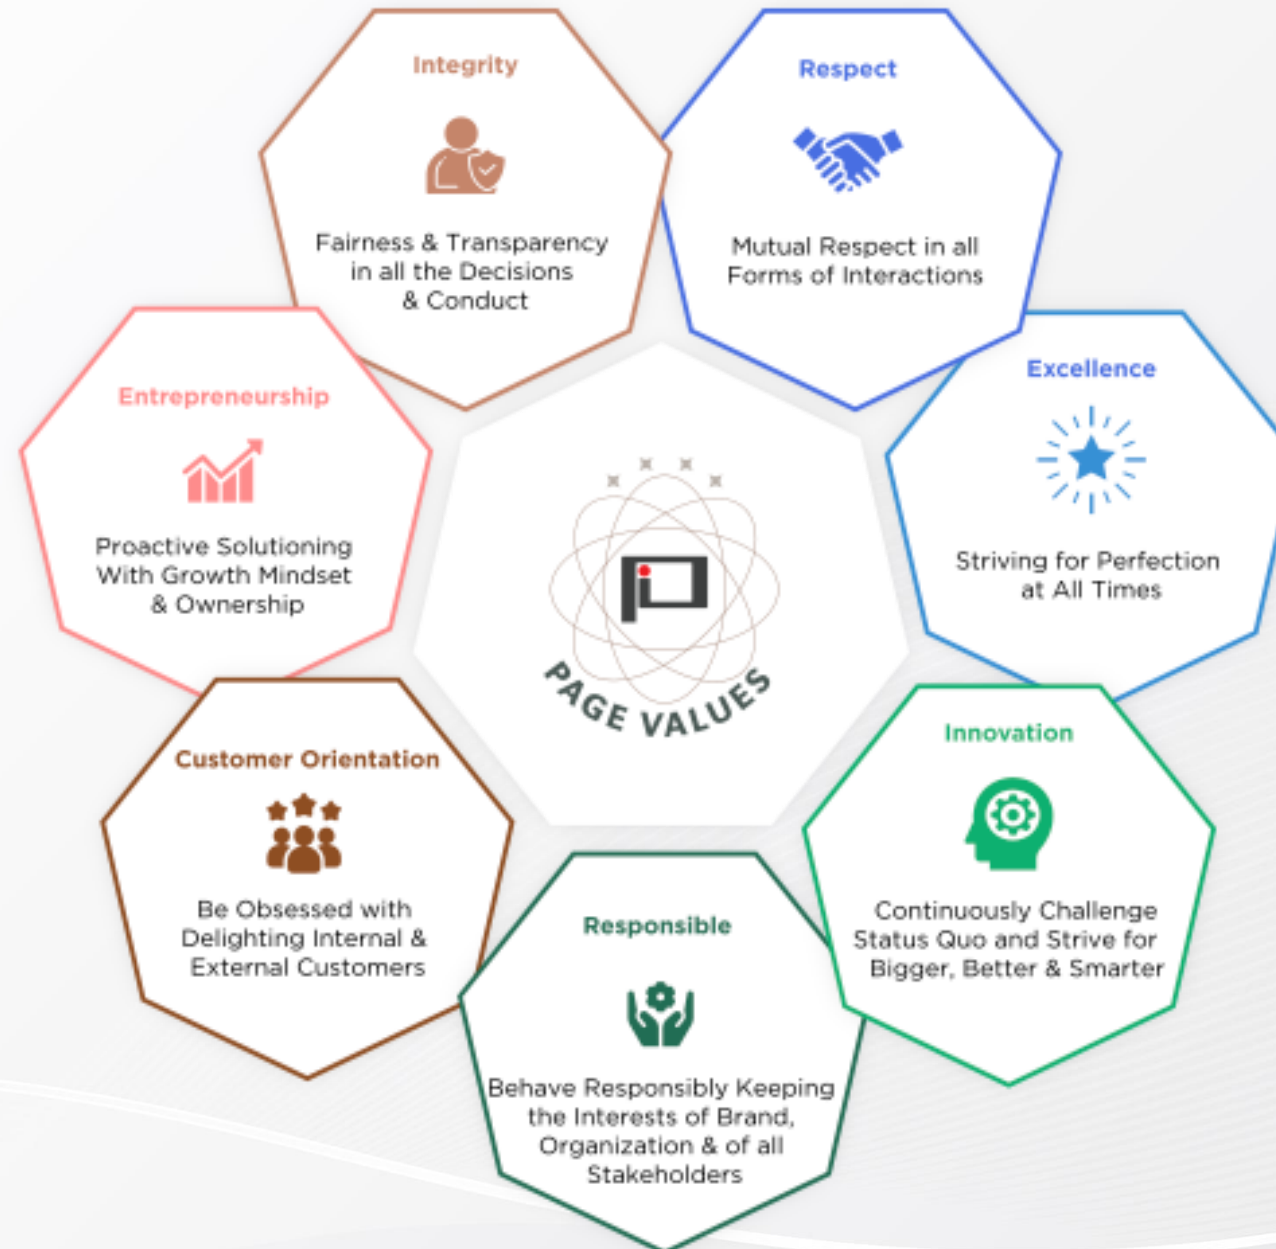 Integrity
Fairness & Transparency
in all the Decisions
& Conduct
Respect
Mutual Respect in all
Forms of Interactions
Excellence
Striving for Perfection
at All Times
Innovation
Continuously Challenge
Status Quo and Strive for
Bigger, Better & Smarter
Responsible
Behave Responsibly Keeping
the Interests of Brand,
Organization & of all
Stakeholders
Customer Orientation
Be Obsessed with
Delighting Internal &
External Customers
Entrepreneurship
Proactive Solutioning
With Growth Mindset
& Ownership
PAGE VALUES